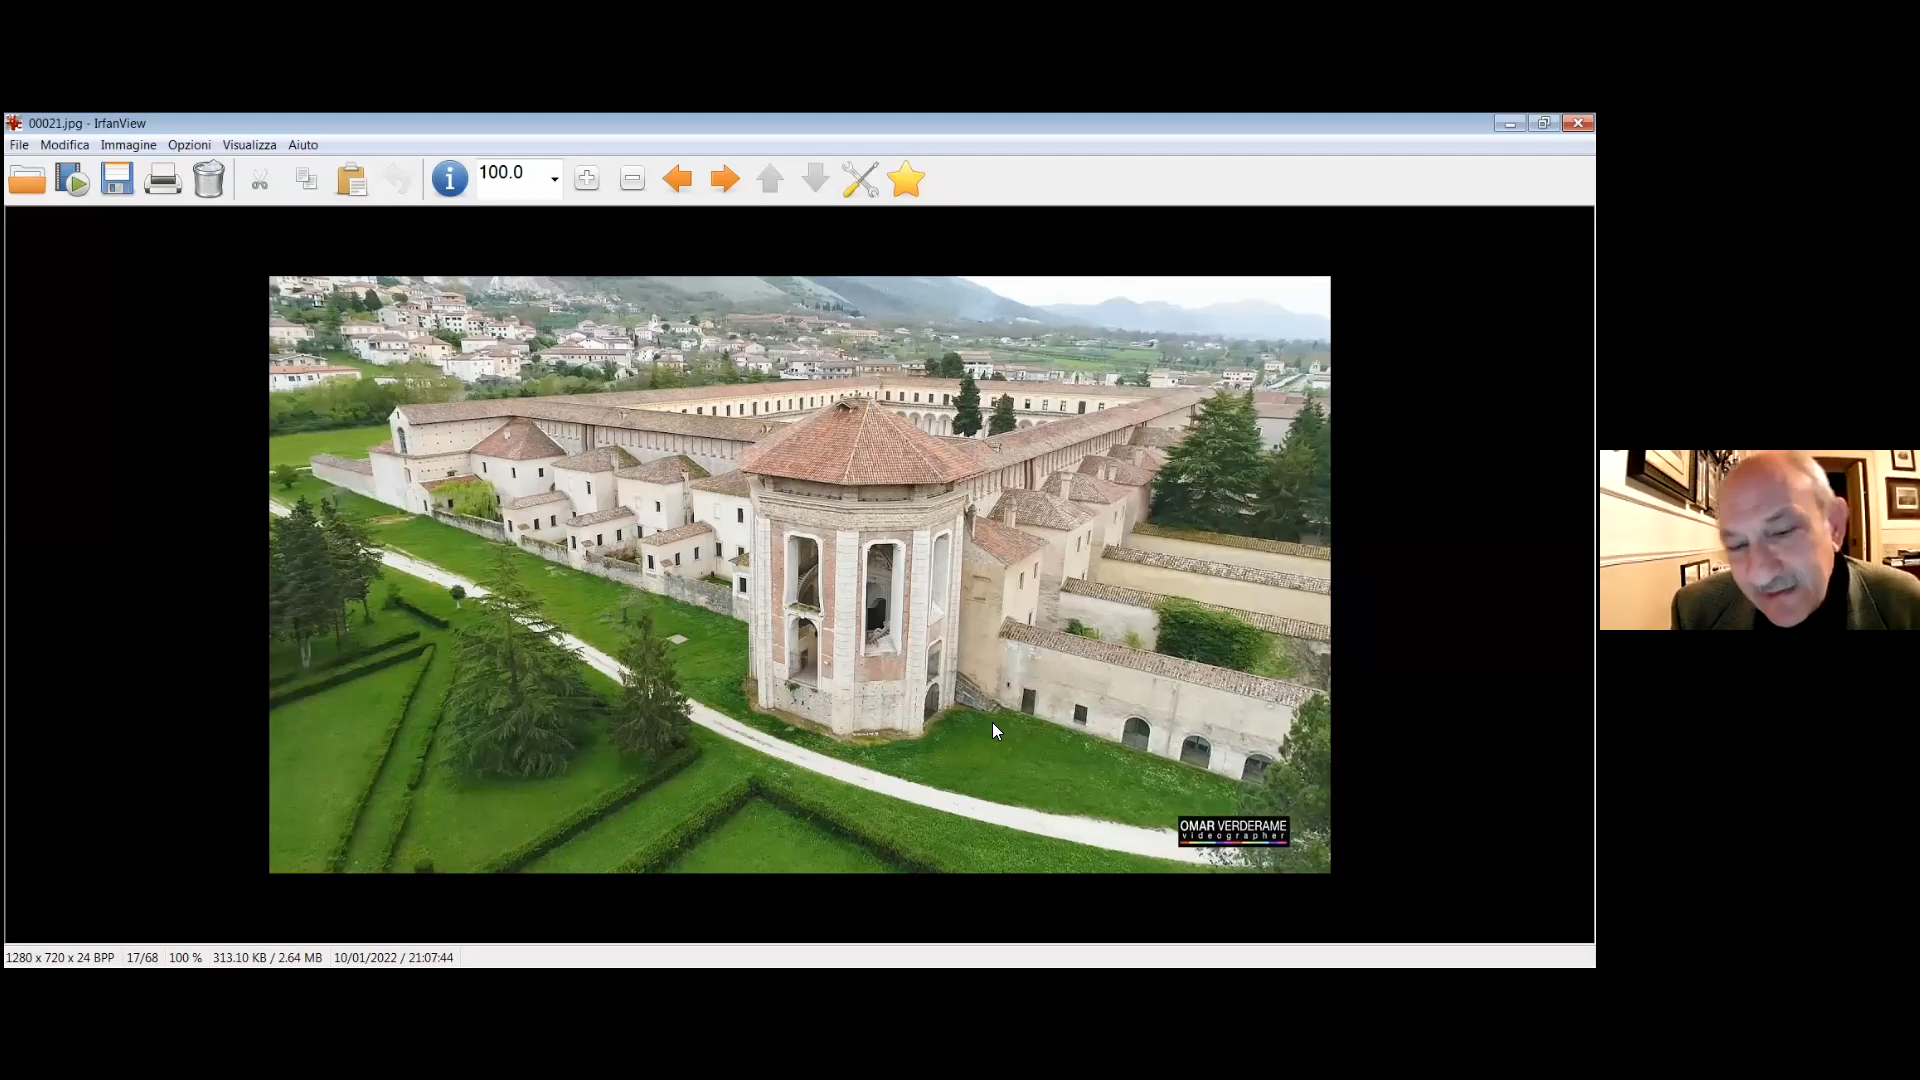 00021.jpg - IrfanView
File Modifica Immagine Opzioni Visualizza Aiuto
100.0
OMAR VERDERAME
videographer
1280 x 720 x 24 BPP 17/68 100 % 313.10 KB / 2.64 MB 10/01/2022 / 21:07:44